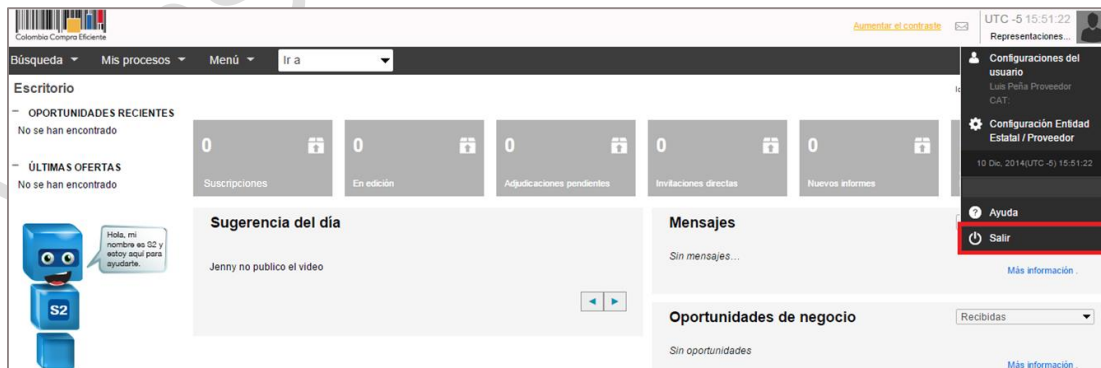 Colombia Compra Eficiente
Aumentar el contraste
UTC -5 15:51:22
Representaciones...
Búsqueda
Mis procesos
Menú
Ir a
Configuraciones del
usuario
Luis Peña Proveedor
CAT:
Configuración Entidad
Estatal / Proveedor
10 Dic, 2014(UTC -5) 15:51:22
Ayuda
Salir
Escritorio
OPORTUNIDADES RECIENTES
No se han encontrado
ÚLTIMAS OFERTAS
No se han encontrado
0
Suscripciones
0
En edición
0
Adjudicaciones pendientes
0
Invitaciones directas
0
Nuevos informes
Hola, mi
nombre es S2 y
estoy aquí para
ayudarte.
S2
Sugerencia del día
Jenny no publico el video
Mensajes
Sin mensajes...
Más información .
Oportunidades de negocio
Recibidas
Sin oportunidades
Más información .